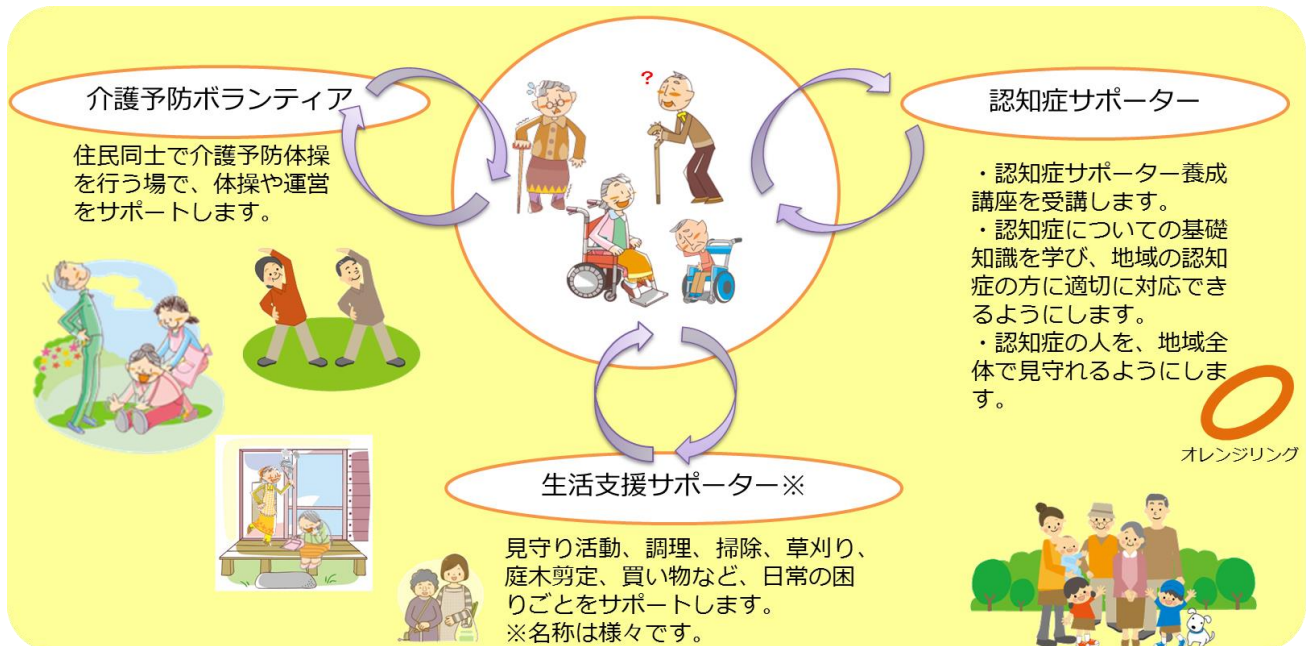 介護予防ボランティア
住民同士で介護予防体操
を行う場で、体操や運営
をサポートします。
?
認知症サポーター
・認知症サポーター養成
講座を受講します。
・認知症についての基礎
知識を学び、地域の認知
症の方に適切に対応でき
るようにします。
・認知症の人を、地域全
体で見守れるようにしま
す。
オレンジリング
生活支援サポーター※
見守り活動、調理、掃除、草刈り、
庭木剪定、買い物など、日常の困
りごとをサポートします。
※名称は様々です。